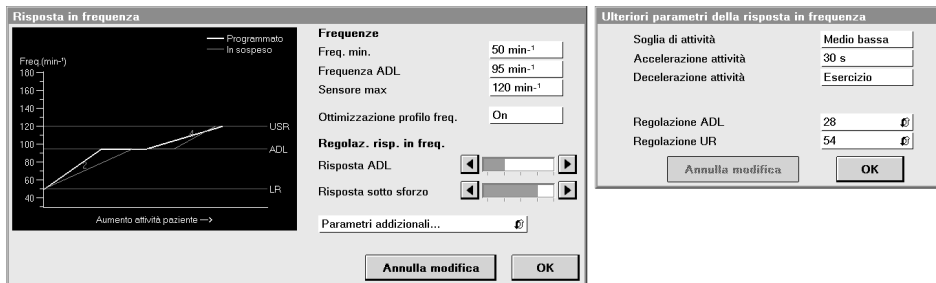 Risposta in frequenza
Programmato
In sospeso
Freq.(min-¹)
160
140
120
100
80
60
40
USR
ADL
LR
2
4
Aumento attività paziente -->
Frequenze
Freq. min. 50 min-¹
Frequenza ADL 95 min-¹
Sensore max 120 min-¹
Ottimizzazione profilo freq. On
Regolaz. risp. in freq.
Risposta ADL
Risposta sotto sforzo
Parametri addizionali...
Annulla modifica OK
Ulteriori parametri della risposta in frequenza
Soglia di attività Medio bassa
Accelerazione attività 30 s
Decelerazione attività Esercizio
Regolazione ADL 28
Regolazione UR 54
Annulla modifica OK